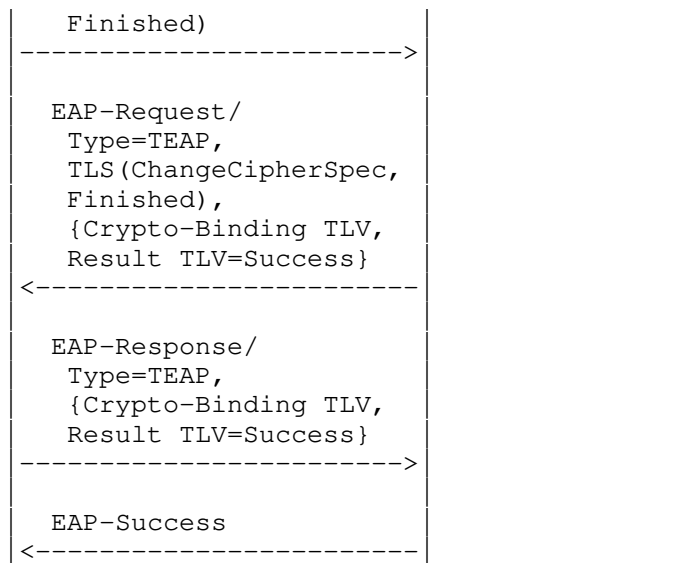 Finished)
------------------------>
EAP-Request/
Type=TEAP,
TLS(ChangeCipherSpec,
Finished),
{Crypto-Binding TLV,
Result TLV=Success}
<------------------------
EAP-Response/
Type=TEAP,
{Crypto-Binding TLV,
Result TLV=Success}
------------------------>
EAP-Success
<------------------------